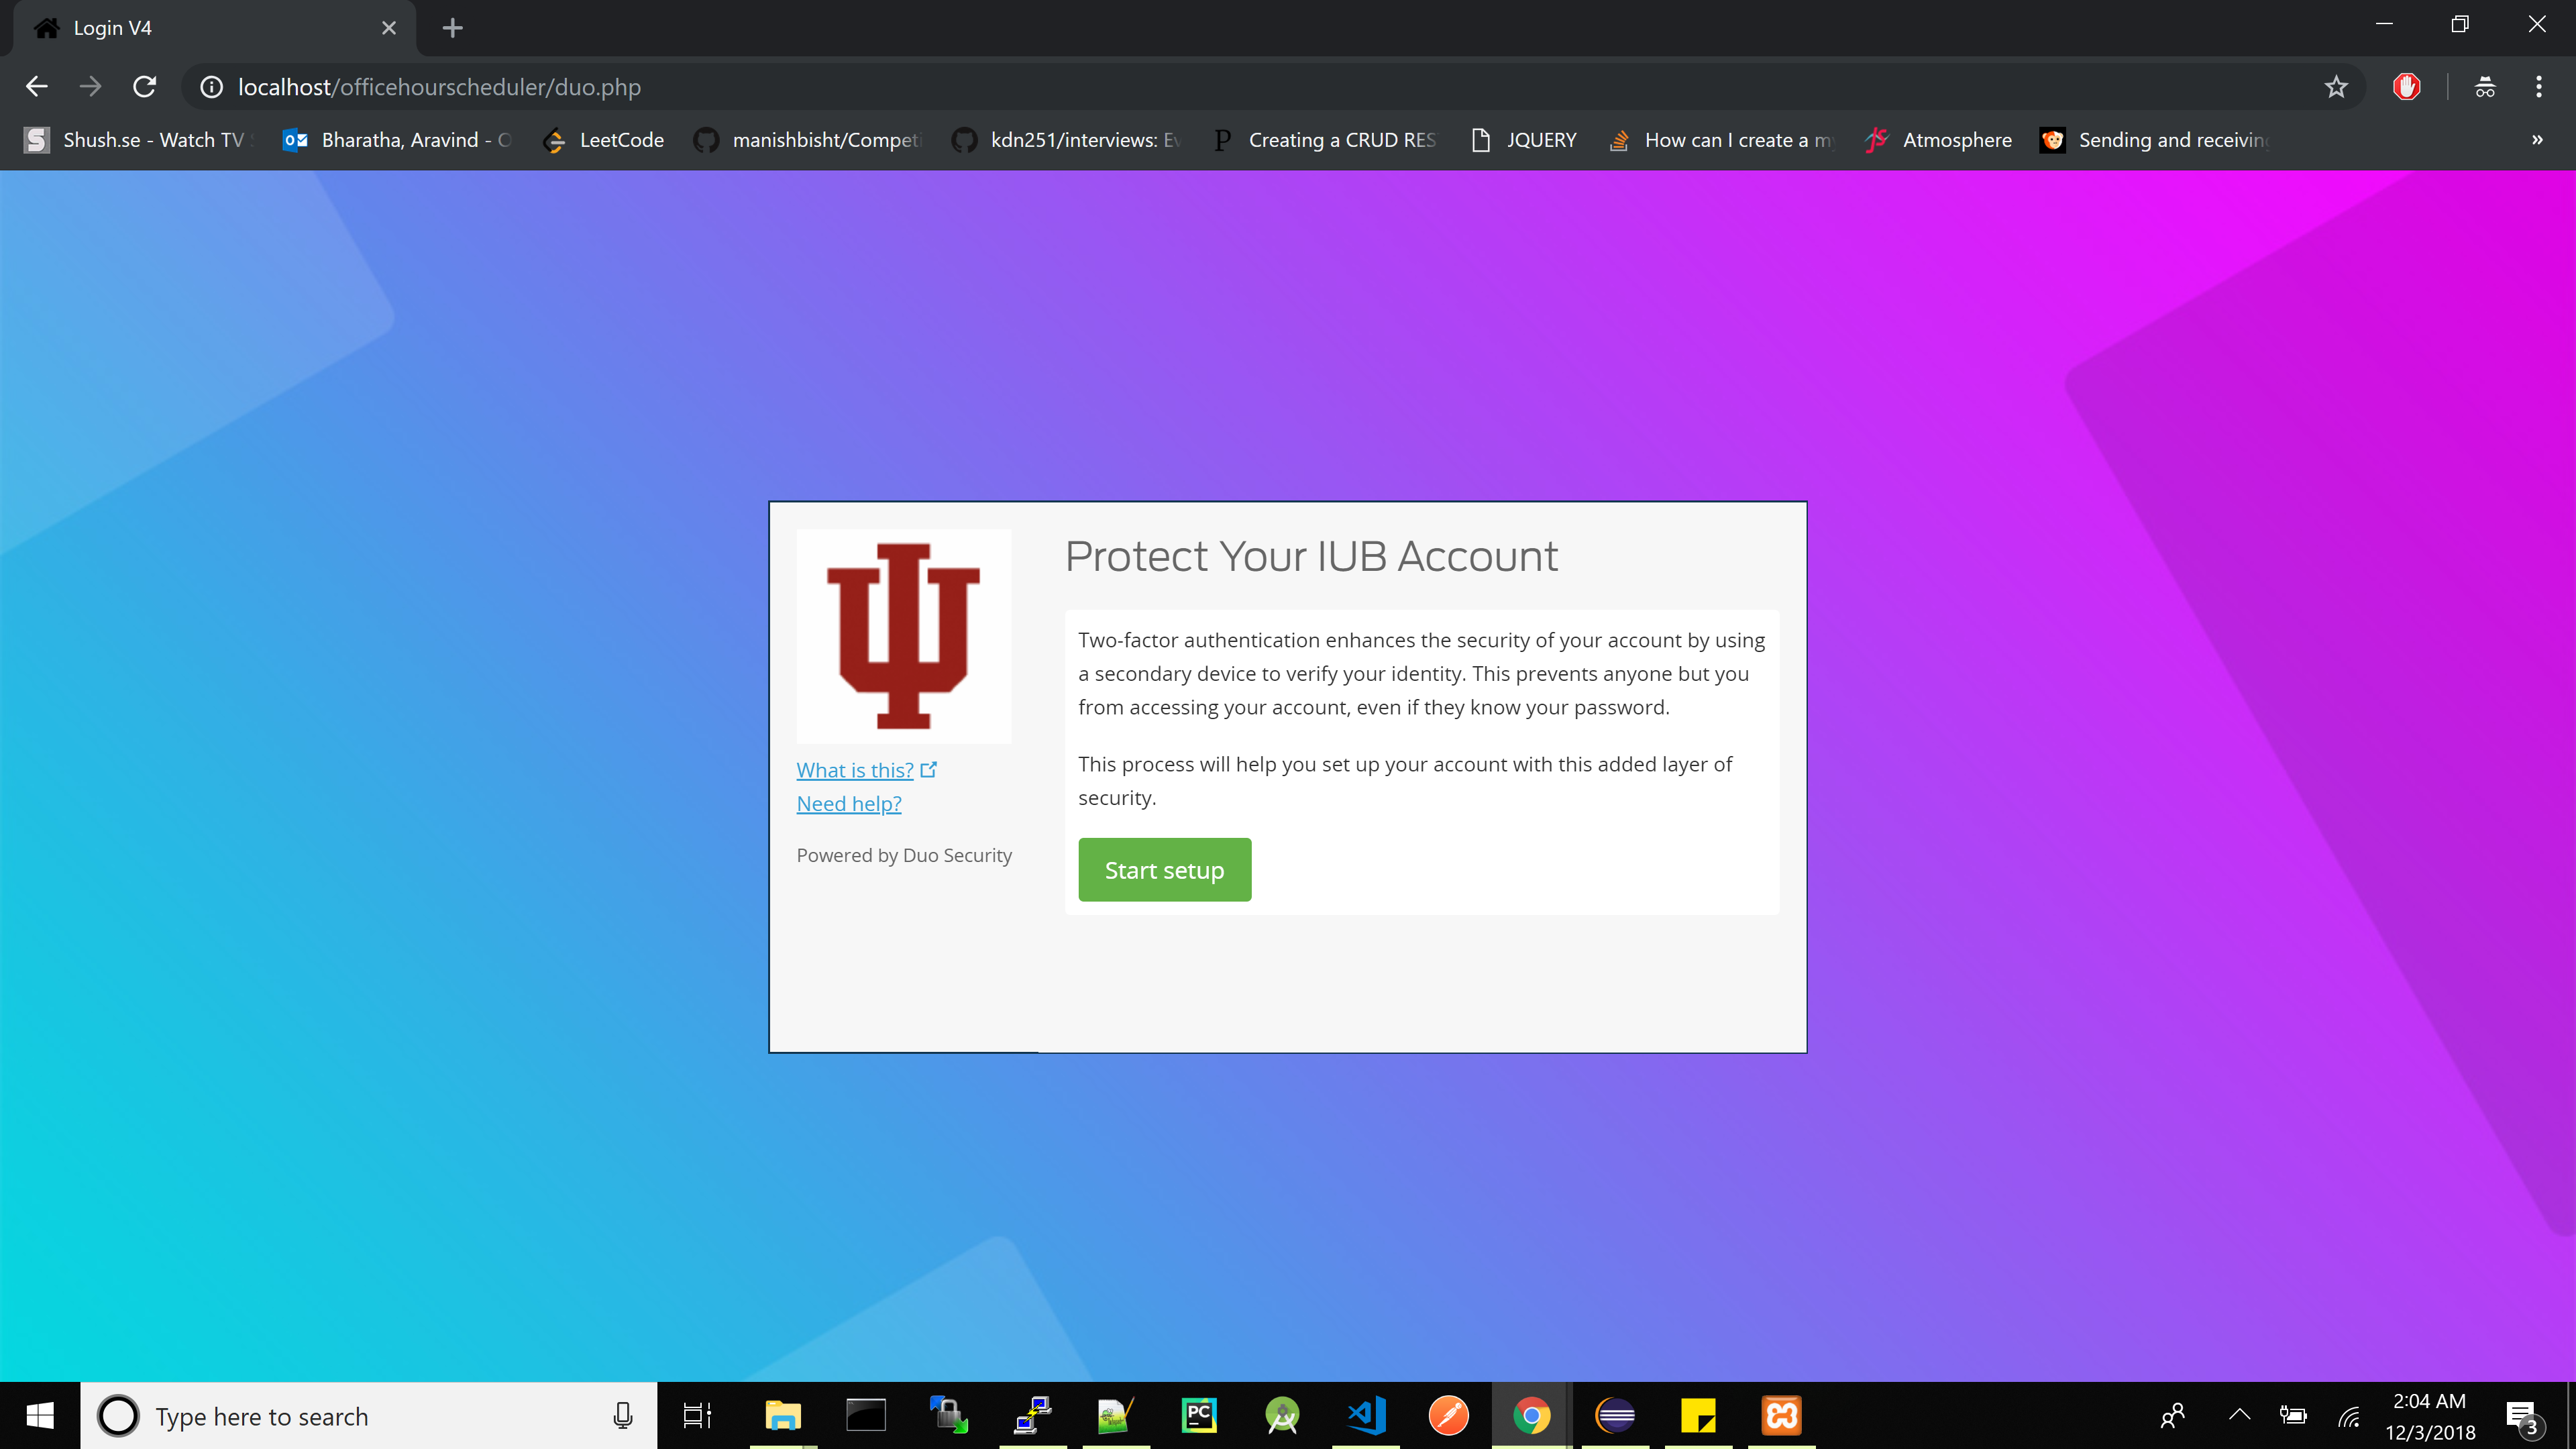 Login V4
localhost/officehourscheduler/duo.php
Shush.se - Watch TV
Bharatha, Aravind - O
LeetCode
manishbisht/Competi
kdn251/interviews: Ev
Creating a CRUD RES
JQUERY
How can I create a my
Atmosphere
Sending and receiving
Protect Your IUB Account
Two-factor authentication enhances the security of your account by using
a secondary device to verify your identity. This prevents anyone but you
from accessing your account, even if they know your password.
This process will help you set up your account with this added layer of
security.
Start setup
What is this?
Need help?
Powered by Duo Security
Type here to search
PC
2:04 AM
12/3/2018
3